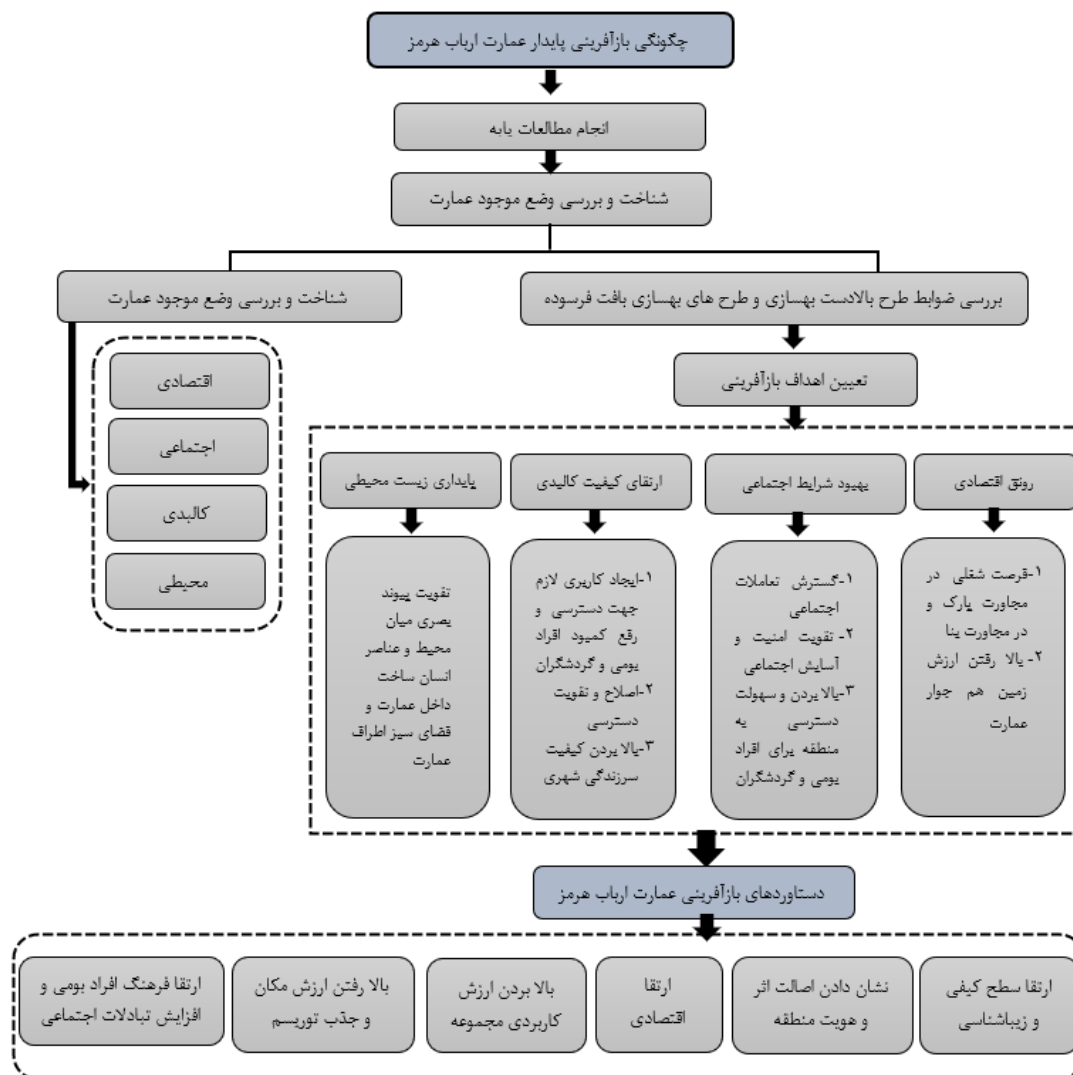 چگونگی بازآفرینی پایدار عمارت ارباب هرمز
انجام مطالعات پایه
شناخت و بررسی وضع موجود عمارت
بررسی ضوابط طرح بالادست بهسازی و طرح های بهسازی بافت فرسوده
شناخت و بررسی وضع موجود عمارت
اقتصادی
اجتماعی
کالبدی
محیطی
تعیین اهداف بازآفرینی
رونق اقتصادی
۱-فرصت شغلی در
مجاورت پارک و
در مجاورت بنا
۲- بالا رفتن ارزش
زمین هم جوار
عمارت
بهبود شرایط اجتماعی
۱-گسترش تعاملات
اجتماعی
۲- تقویت امنیت و
آسایش اجتماعی
۳-بالا بردن و سهولت
دسترسی به
منطقه برای افراد
بومی و گردشگران
ارتقای کیفیت کالبدی
۱-ایجاد کاربری لازم
جهت دسترسی و
رفع کمبود افراد
بومی و گردشگران
۲-اصلاح و تقویت
دسترسی
۳-بالا بردن کیفیت
سرزندگی شهری
پایداری زیست محیطی
تقویت پیوند
بصری میان
محیط و عناصر
انسان ساخت
داخل عمارت و
فضای سبز اطراف
عمارت
دستاوردهای بازآفرینی عمارت ارباب هرمز
ارتقا سطح کیفی
و زیباشناسی
نشان دادن اصالت اثر
و هویت منطقه
ارتقا
اقتصادی
بالا بردن ارزش
کاربردی مجموعه
بالا رفتن ارزش مکان
و جذب توریسم
ارتقا فرهنگ افراد بومی و
افزایش تبادلات اجتماعی